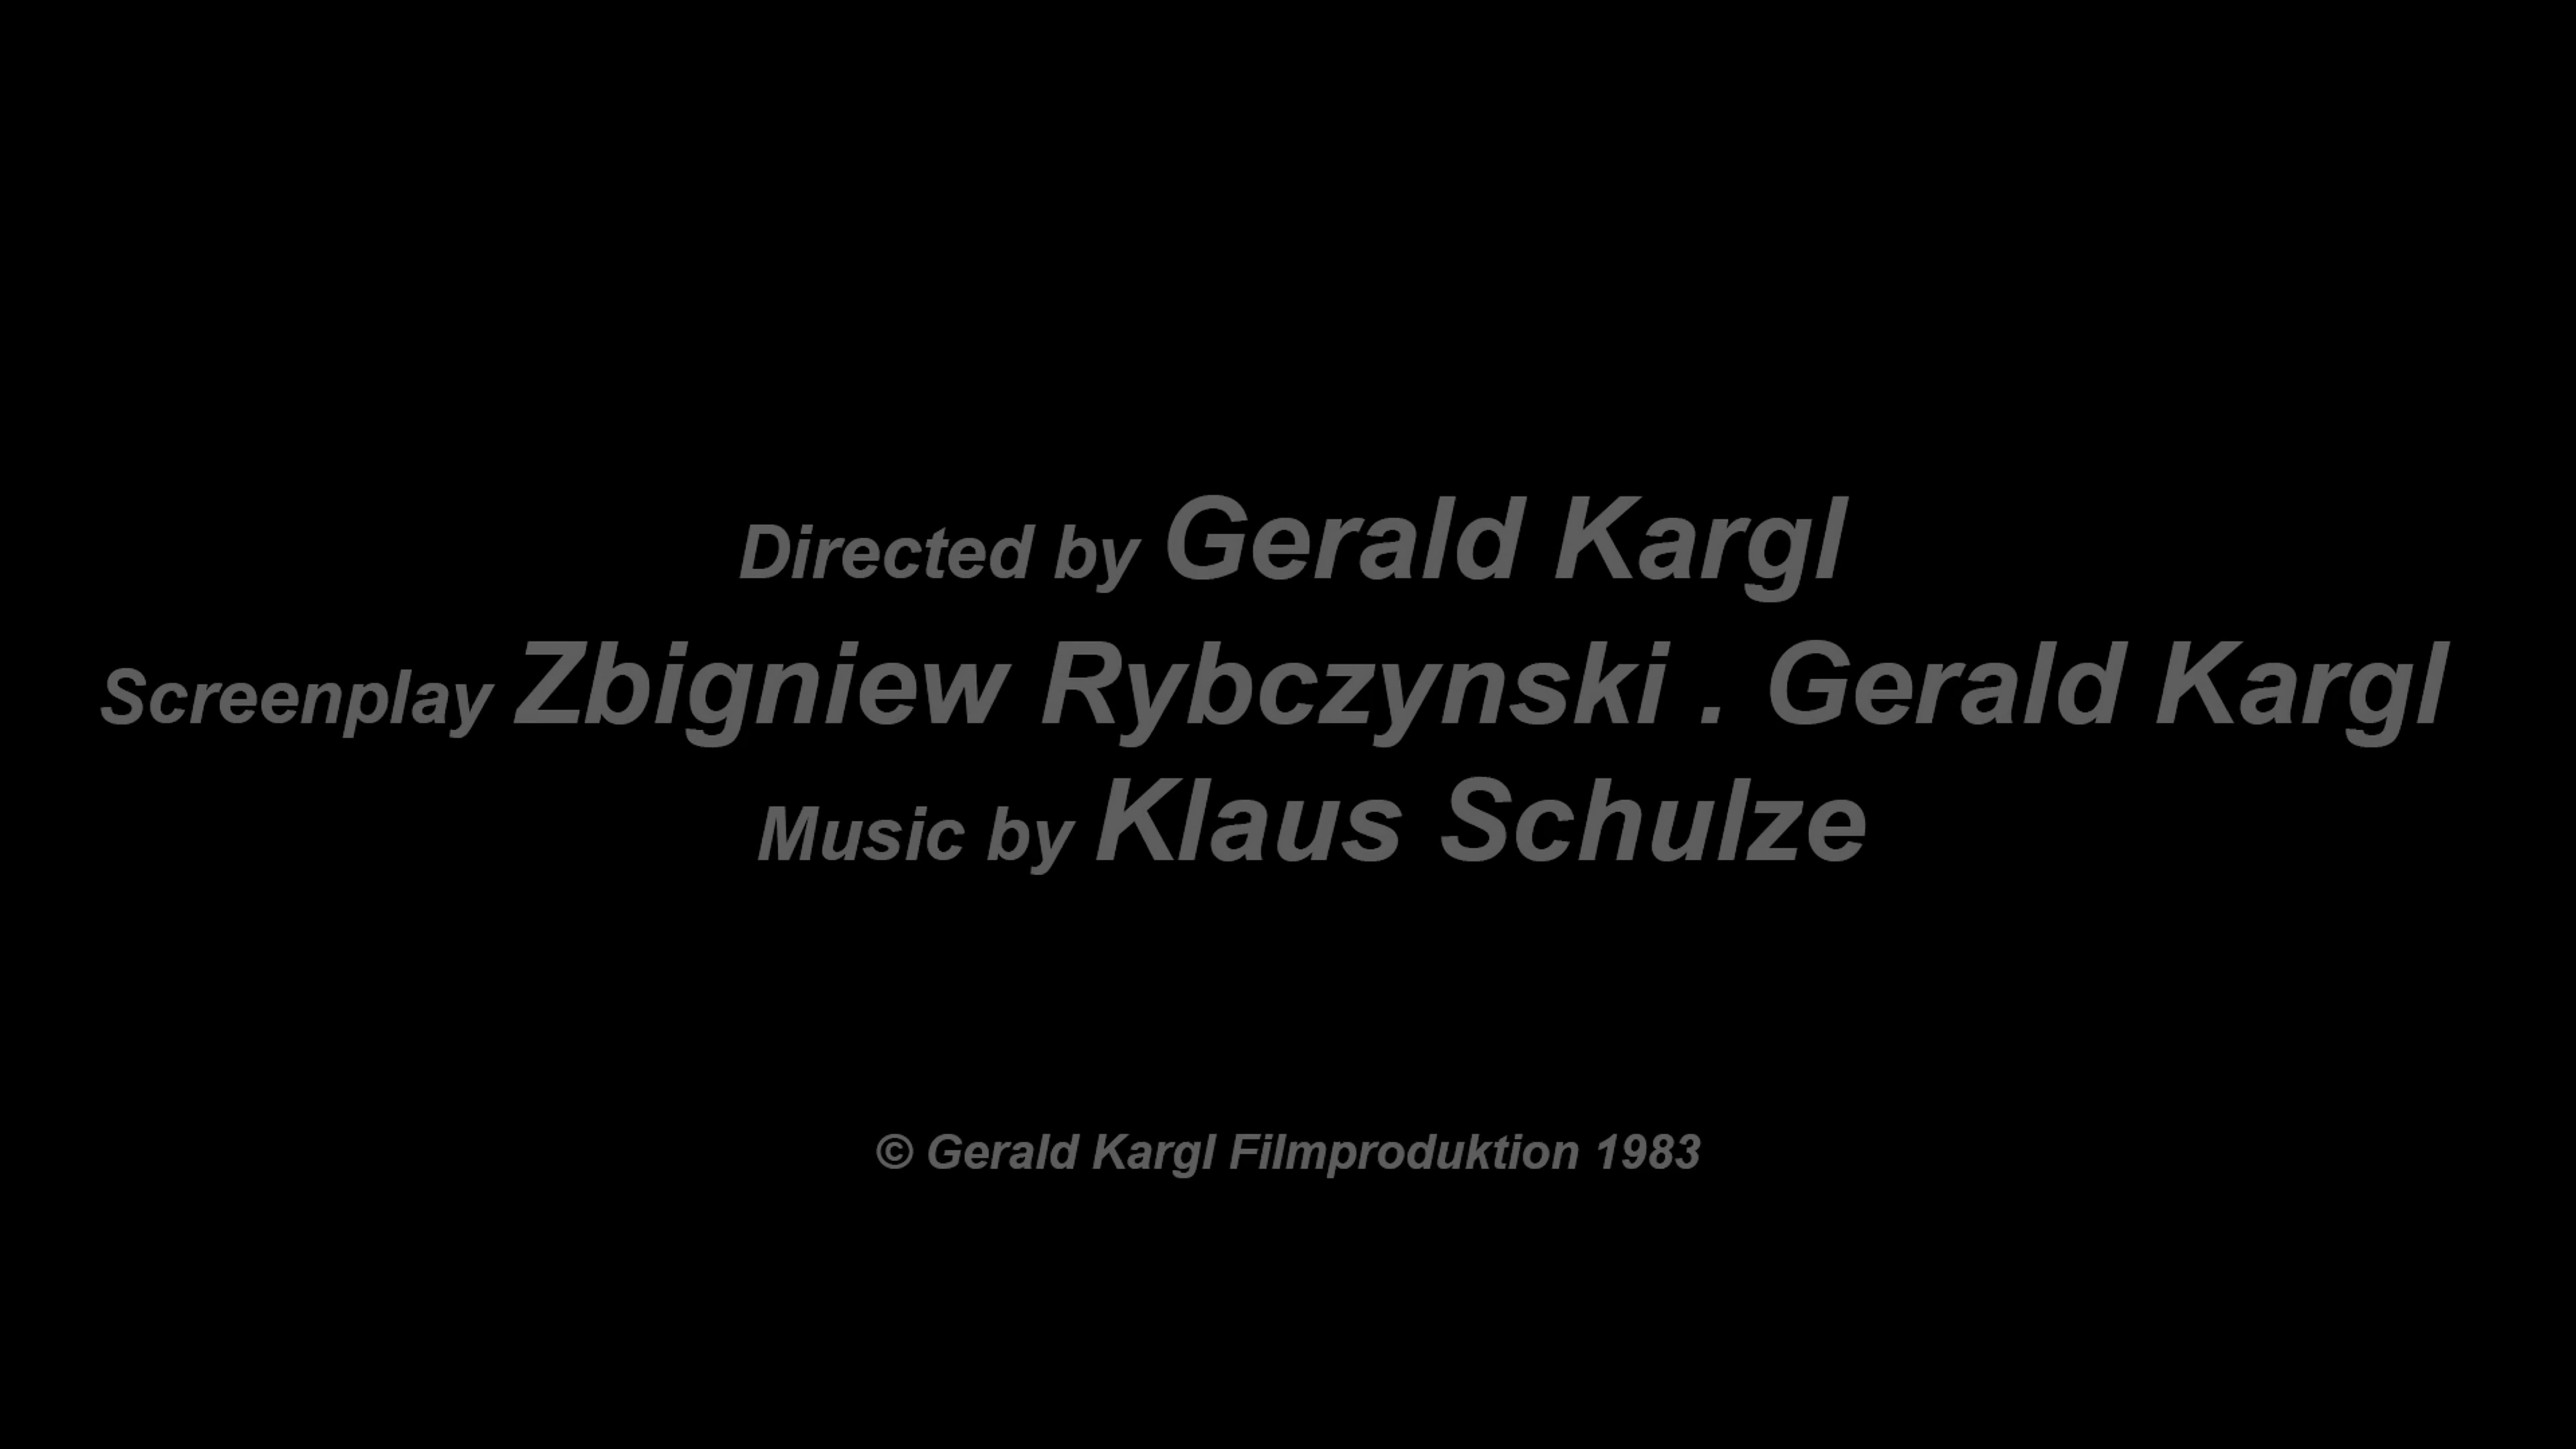 Directed by Gerald Kargl
Screenplay Zbigniew Rybczynski . Gerald Kargl
Music by Klaus Schulze
© Gerald Kargl Filmproduktion 1983